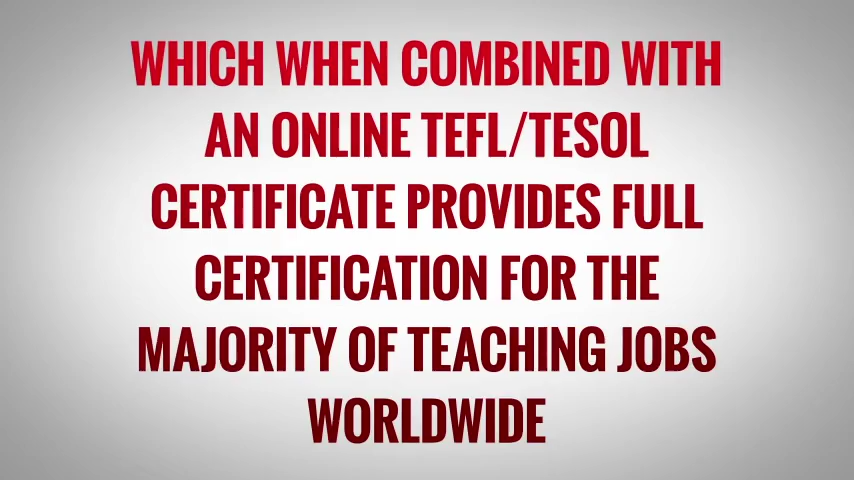 WHICH WHEN COMBINED WITH
AN ONLINE TEFL/TESOL
CERTIFICATE PROVIDES FULL
CERTIFICATION FOR THE
MAJORITY OF TEACHING JOBS
WORLDWIDE